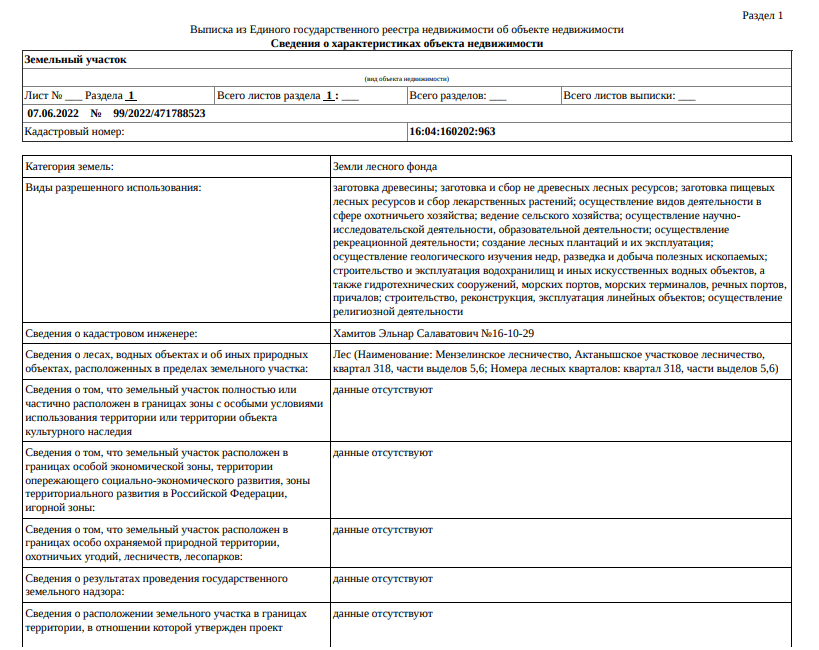 Раздел 1
Выписка из Единого государственного реестра недвижимости об объекте недвижимости
Сведения о характеристиках объекта недвижимости
Земельный участок
(вид объекта недвижимости)
Лист № ___ Раздела 1 Всего листов раздела 1 : ___ Всего разделов: ___ Всего листов выписки: ___
07.06.2022 № 99/2022/471788523
Кадастровый номер: 16:04:160202:963
Категория земель: Земли лесного фонда
Виды разрешенного использования: заготовка древесины; заготовка и сбор не древесных лесных ресурсов; заготовка пищевых
лесных ресурсов и сбор лекарственных растений; осуществление видов деятельности в
сфере охотничьего хозяйства; ведение сельского хозяйства; осуществление научно-
исследовательской деятельности, образовательной деятельности; осуществление
рекреационной деятельности; создание лесных плантаций и их эксплуатация;
осуществление геологического изучения недр, разведка и добыча полезных ископаемых;
строительство и эксплуатация водохранилищ и иных искусственных водных объектов, а
также гидротехнических сооружений, морских портов, морских терминалов, речных портов,
причалов; строительство, реконструкция, эксплуатация линейных объектов; осуществление
религиозной деятельности
Сведения о кадастровом инженере: Хамитов Эльнар Салаватович №16-10-29
Сведения о лесах, водных объектах и об иных природных
объектах, расположенных в пределах земельного участка:
Лес (Наименование: Мензелинское лесничество, Актанышское участковое лесничество,
квартал 318, части выделов 5,6; Номера лесных кварталов: квартал 318, части выделов 5,6)
Сведения о том, что земельный участок полностью или
частично расположен в границах зоны с особыми условиями
использования территории или территории объекта
культурного наследия
данные отсутствуют
Сведения о том, что земельный участок расположен в
границах особой экономической зоны, территории
опережающего социально-экономического развития, зоны
территориального развития в Российской Федерации,
игорной зоны:
данные отсутствуют
Сведения о том, что земельный участок расположен в
границах особо охраняемой природной территории,
охотничьих угодий, лесничеств, лесопарков:
данные отсутствуют
Сведения о результатах проведения государственного
земельного надзора:
данные отсутствуют
Сведения о расположении земельного участка в границах
территории, в отношении которой утвержден проект
данные отсутствуют